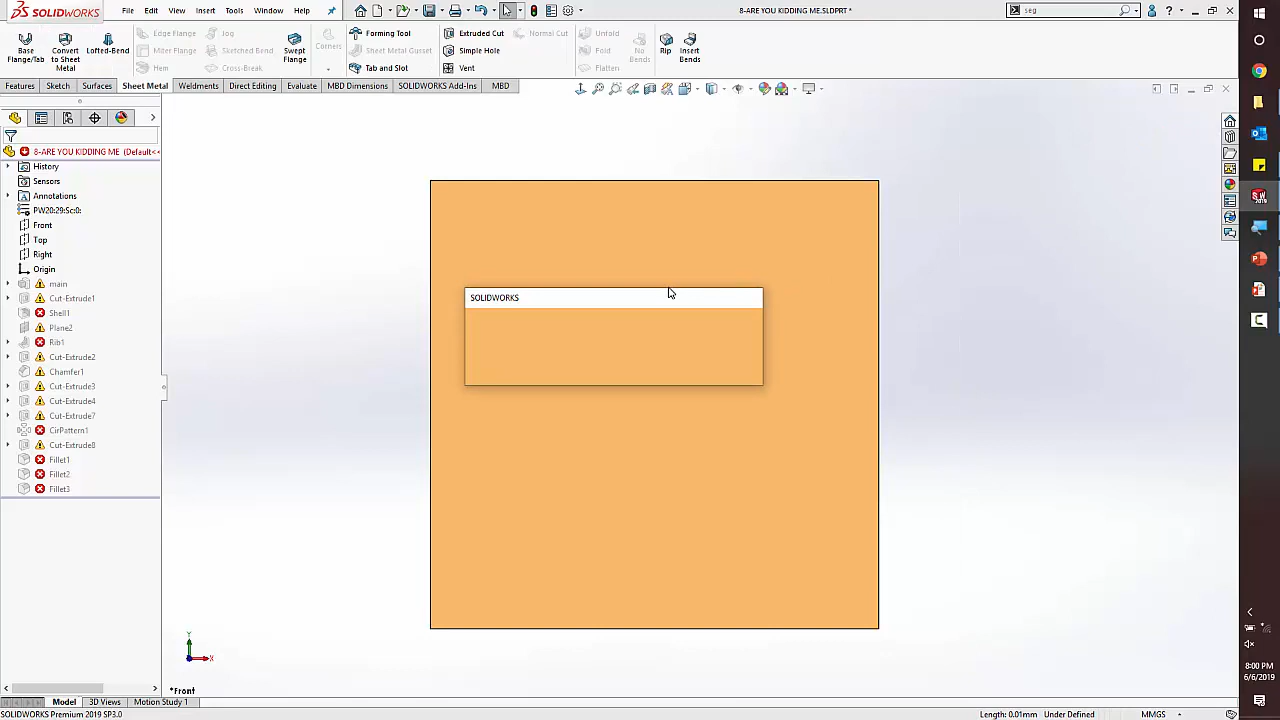 SOLIDWORKS
File Edit View Insert Tools Window Help
8-ARE YOU KIDDING ME.SLDPRT *
seg
Base Flange/Tab
Convert to Sheet Metal
Lofted-Bend
Edge Flange
Miter Flange
Hem
Jog
Sketched Bend
Cross-Break
Swept Flange
Corners
Forming Tool
Sheet Metal Gusset
Tab and Slot
Extruded Cut
Simple Hole
Vent
Normal Cut
Unfold
Fold
Flatten
No Bends
Rip
Insert Bends
Features Sketch Surfaces Sheet Metal Weldments Direct Editing Evaluate MBD Dimensions SOLIDWORKS Add-Ins MBD
8-ARE YOU KIDDING ME (Default<<
History
Sensors
Annotations
PW20:29:Sc:0:
Front
Top
Right
Origin
main
Cut-Extrude1
Shell1
Plane2
Rib1
Cut-Extrude2
Chamfer1
Cut-Extrude3
Cut-Extrude4
Cut-Extrude7
CirPattern1
Cut-Extrude8
Fillet1
Fillet2
Fillet3
SOLIDWORKS
Y
X
*Front
Model 3D Views Motion Study 1
SOLIDWORKS Premium 2019 SP3.0
Length: 0.01mm Under Defined MMGS
8:00 PM
6/6/2019